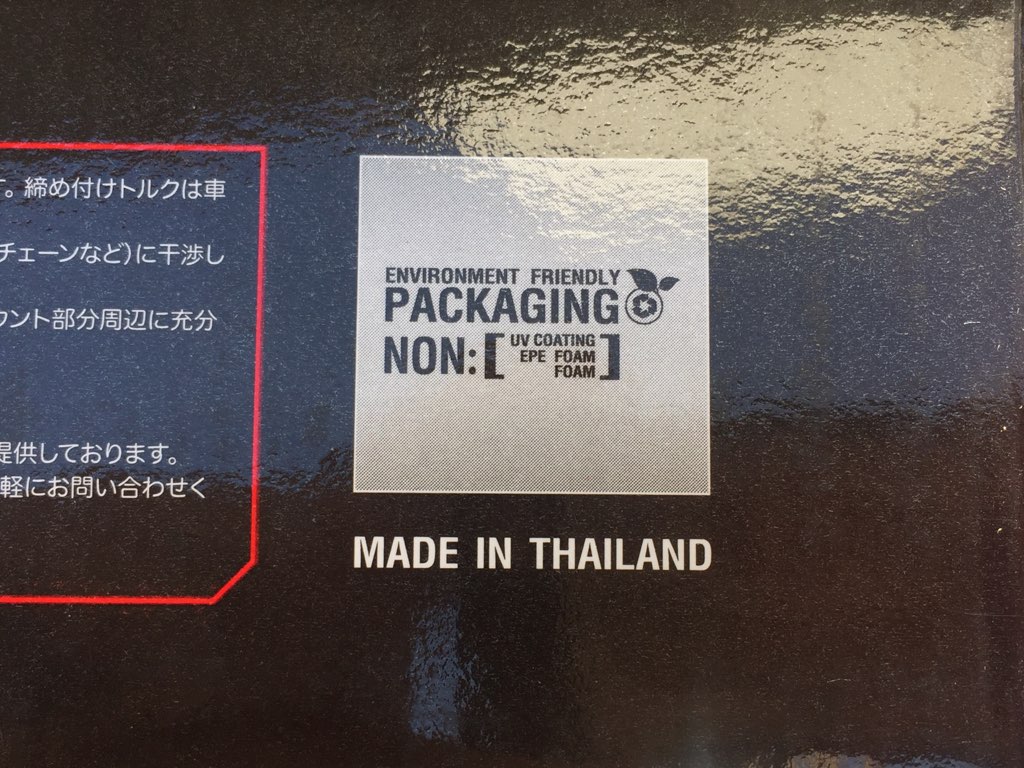 す。締め付けトルクは車
チェーンなど)に干渉し
ウント部分周辺に充分
提供しております。
軽にお問い合わせく
ENVIRONMENT FRIENDLY
PACKAGING
NON: [ UV COATING
EPE FOAM
FOAM ]
MADE IN THAILAND